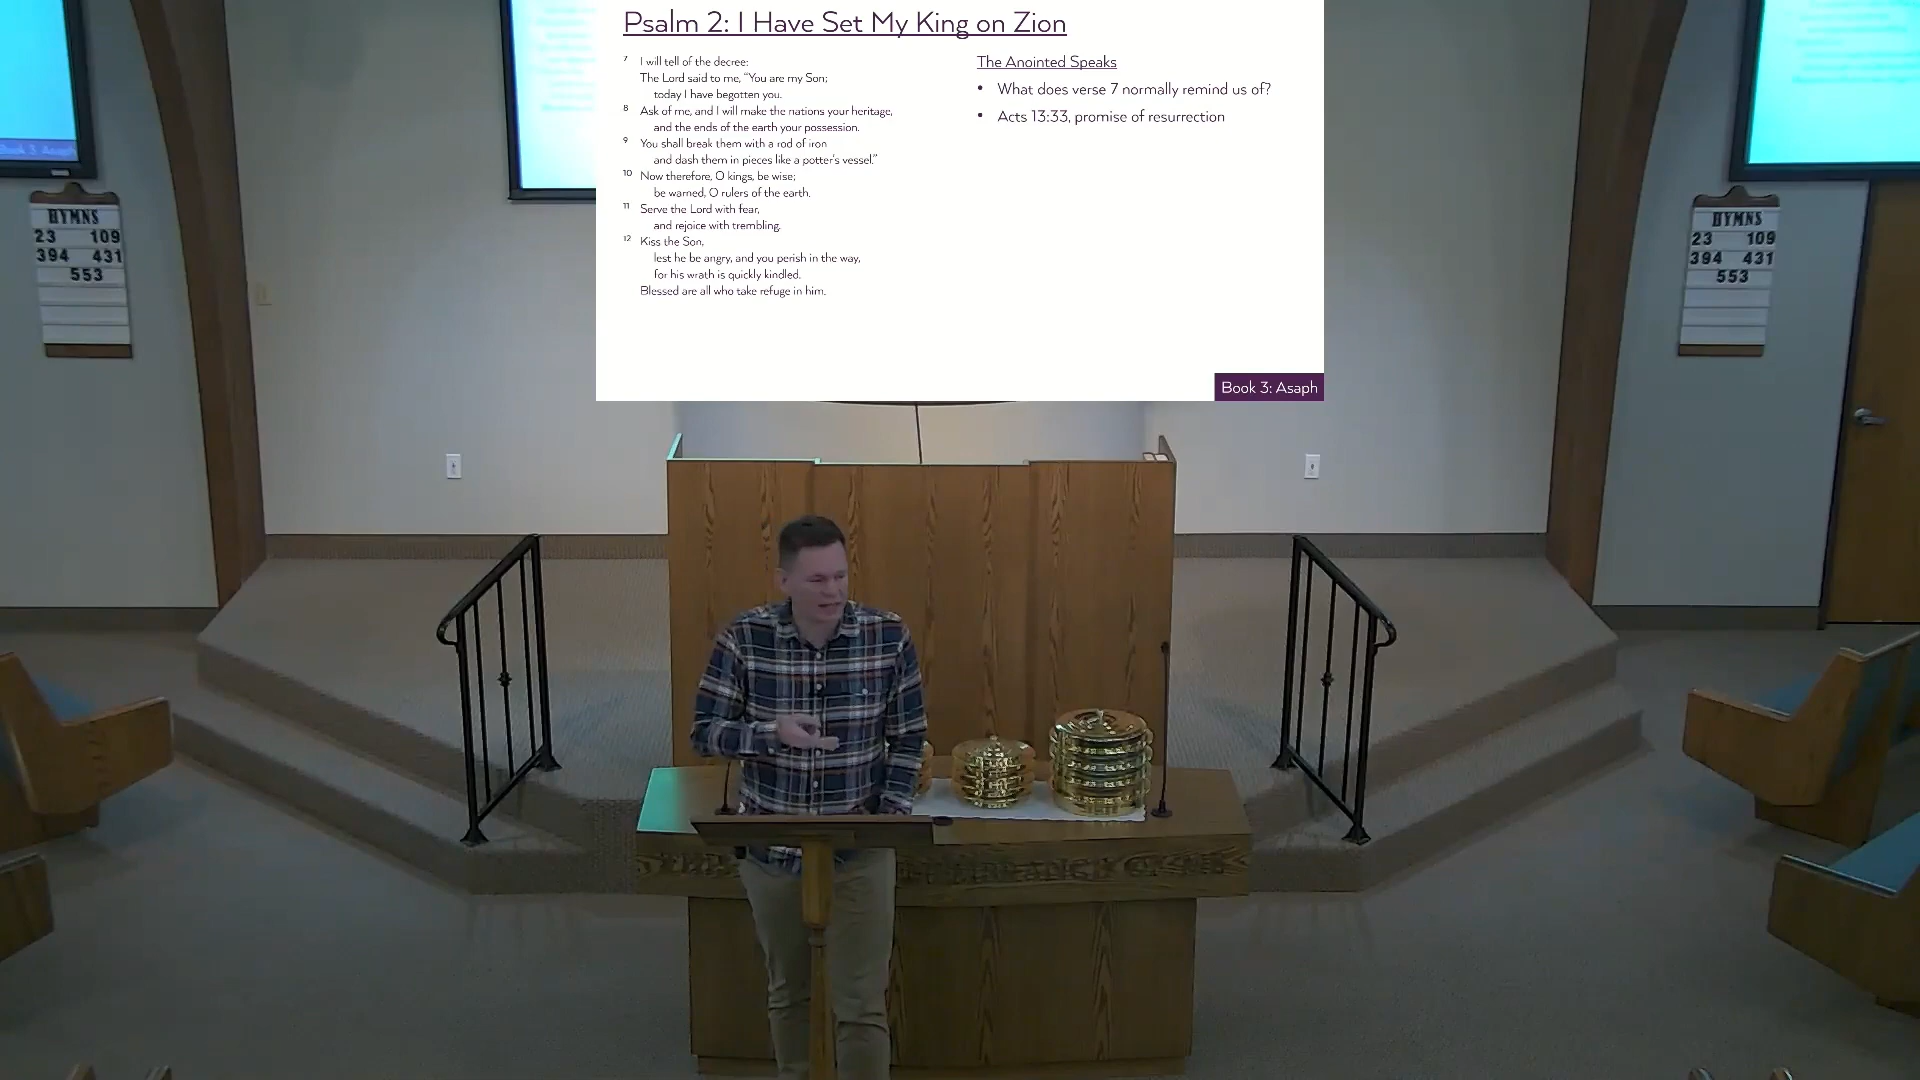 Psalm 2: I Have Set My King on Zion
7 I will tell of the decree:
The Lord said to me, “You are my Son;
today I have begotten you.
8 Ask of me, and I will make the nations your heritage,
and the ends of the earth your possession.
9 You shall break them with a rod of iron
and dash them in pieces like a potter's vessel.”
10 Now therefore, O kings, be wise;
be warned, O rulers of the earth.
11 Serve the Lord with fear,
and rejoice with trembling.
12 Kiss the Son,
lest he be angry, and you perish in the way,
for his wrath is quickly kindled.
Blessed are all who take refuge in him.
The Anointed Speaks
• What does verse 7 normally remind us of?
• Acts 13:33, promise of resurrection
Book 3: Asaph
Book 3: Asaph
HYMNS
23 109
394 431
553
HYMNS
23 109
394 431
553